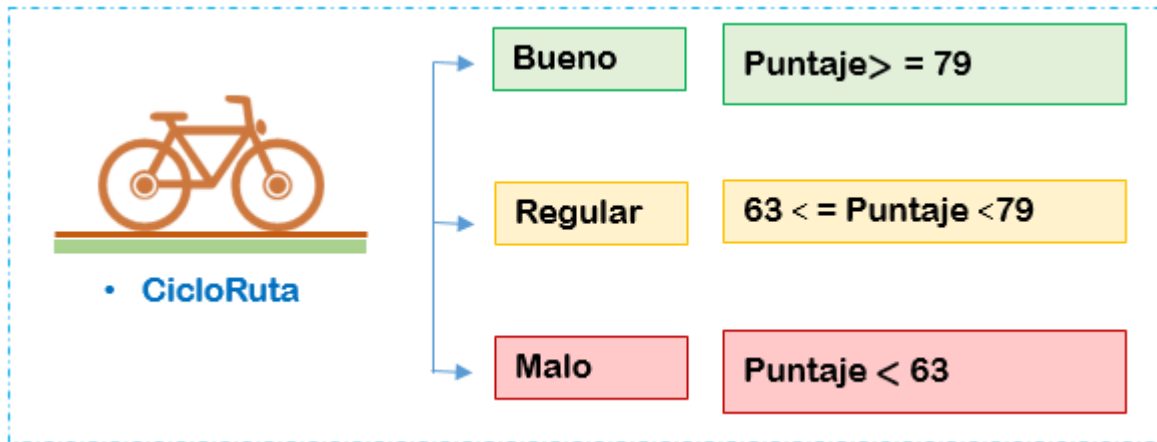 Bueno
Puntaje> = 79
Regular
63 < = Puntaje <79
• CicloRuta
Malo
Puntaje < 63